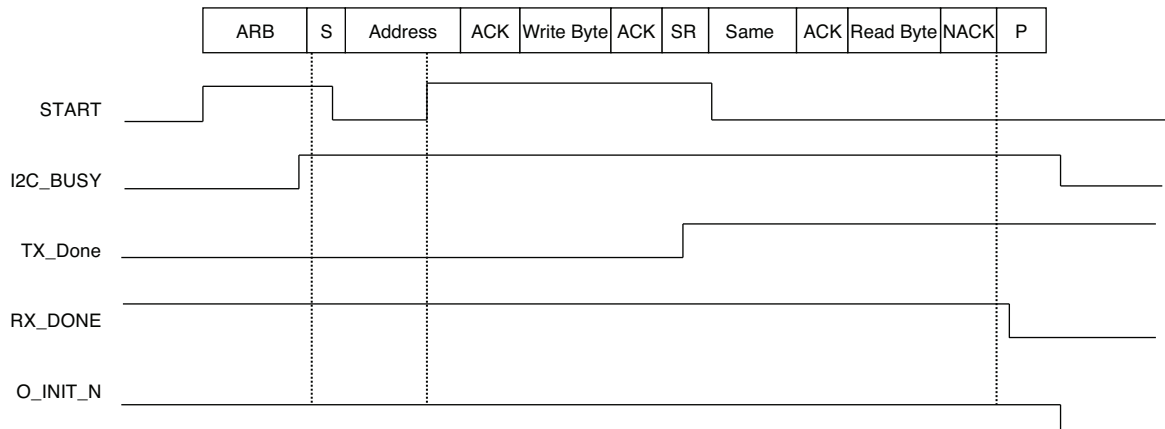 ARB S Address ACK Write Byte ACK SR Same ACK Read Byte NACK P
START
I2C_BUSY
TX_Done
RX_DONE
O_INIT_N